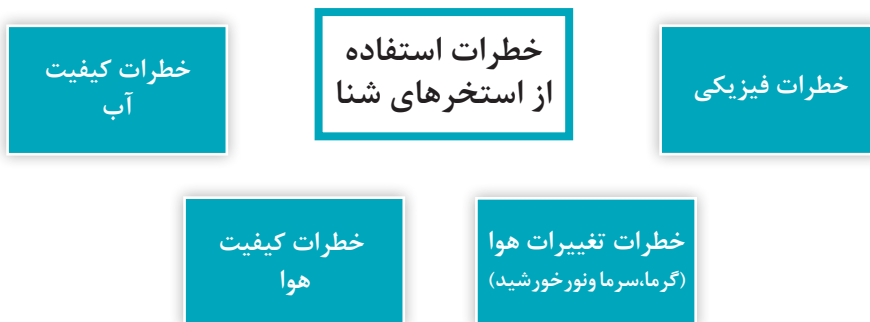 خطرات استفاده
از استخرهای شنا
خطرات فیزیکی
خطرات کیفیت
آب
خطرات تغییرات هوا
(گرما،سرما ونورخورشید)
خطرات کیفیت
هوا